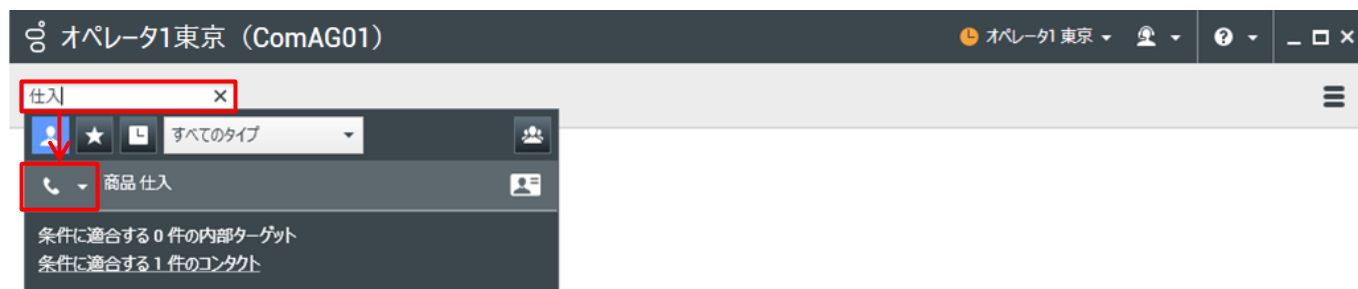 オペレータ1東京（ComAG01）
オペレータ1 東京
仕入
すべてのタイプ
商品 仕入
条件に適合する 0 件の内部ターゲット
条件に適合する 1 件のコンタクト